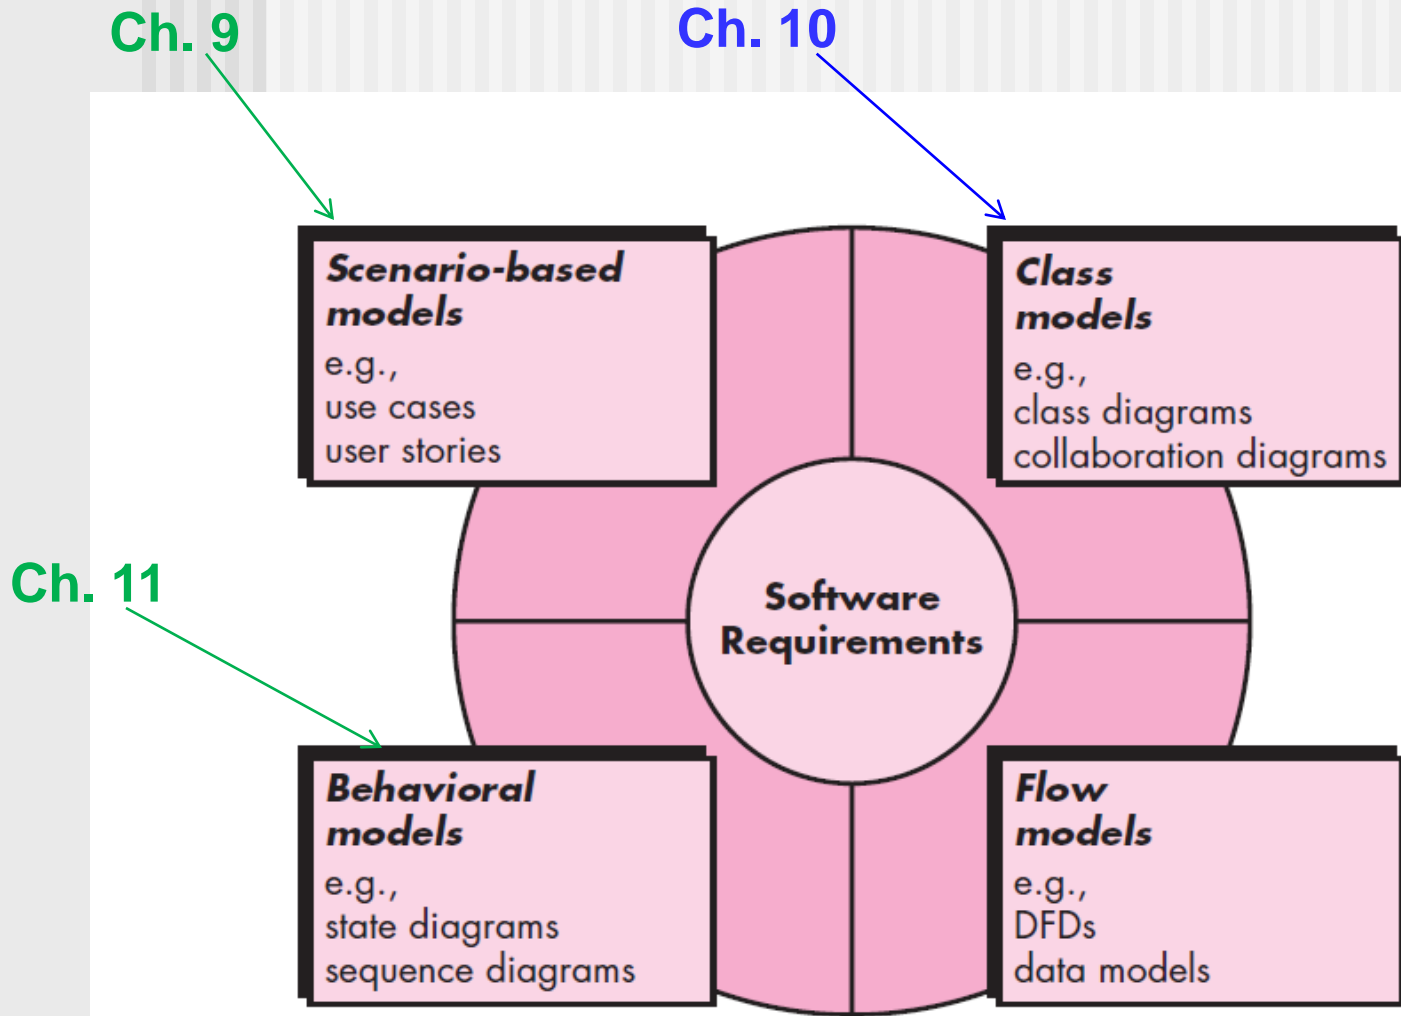 Ch. 9
Ch. 10
Scenario-based
models
e.g.,
use cases
user stories
Class
models
e.g.,
class diagrams
collaboration diagrams
Ch. 11
Software
Requirements
Behavioral
models
e.g.,
state diagrams
sequence diagrams
Flow
models
e.g.,
DFDs
data models